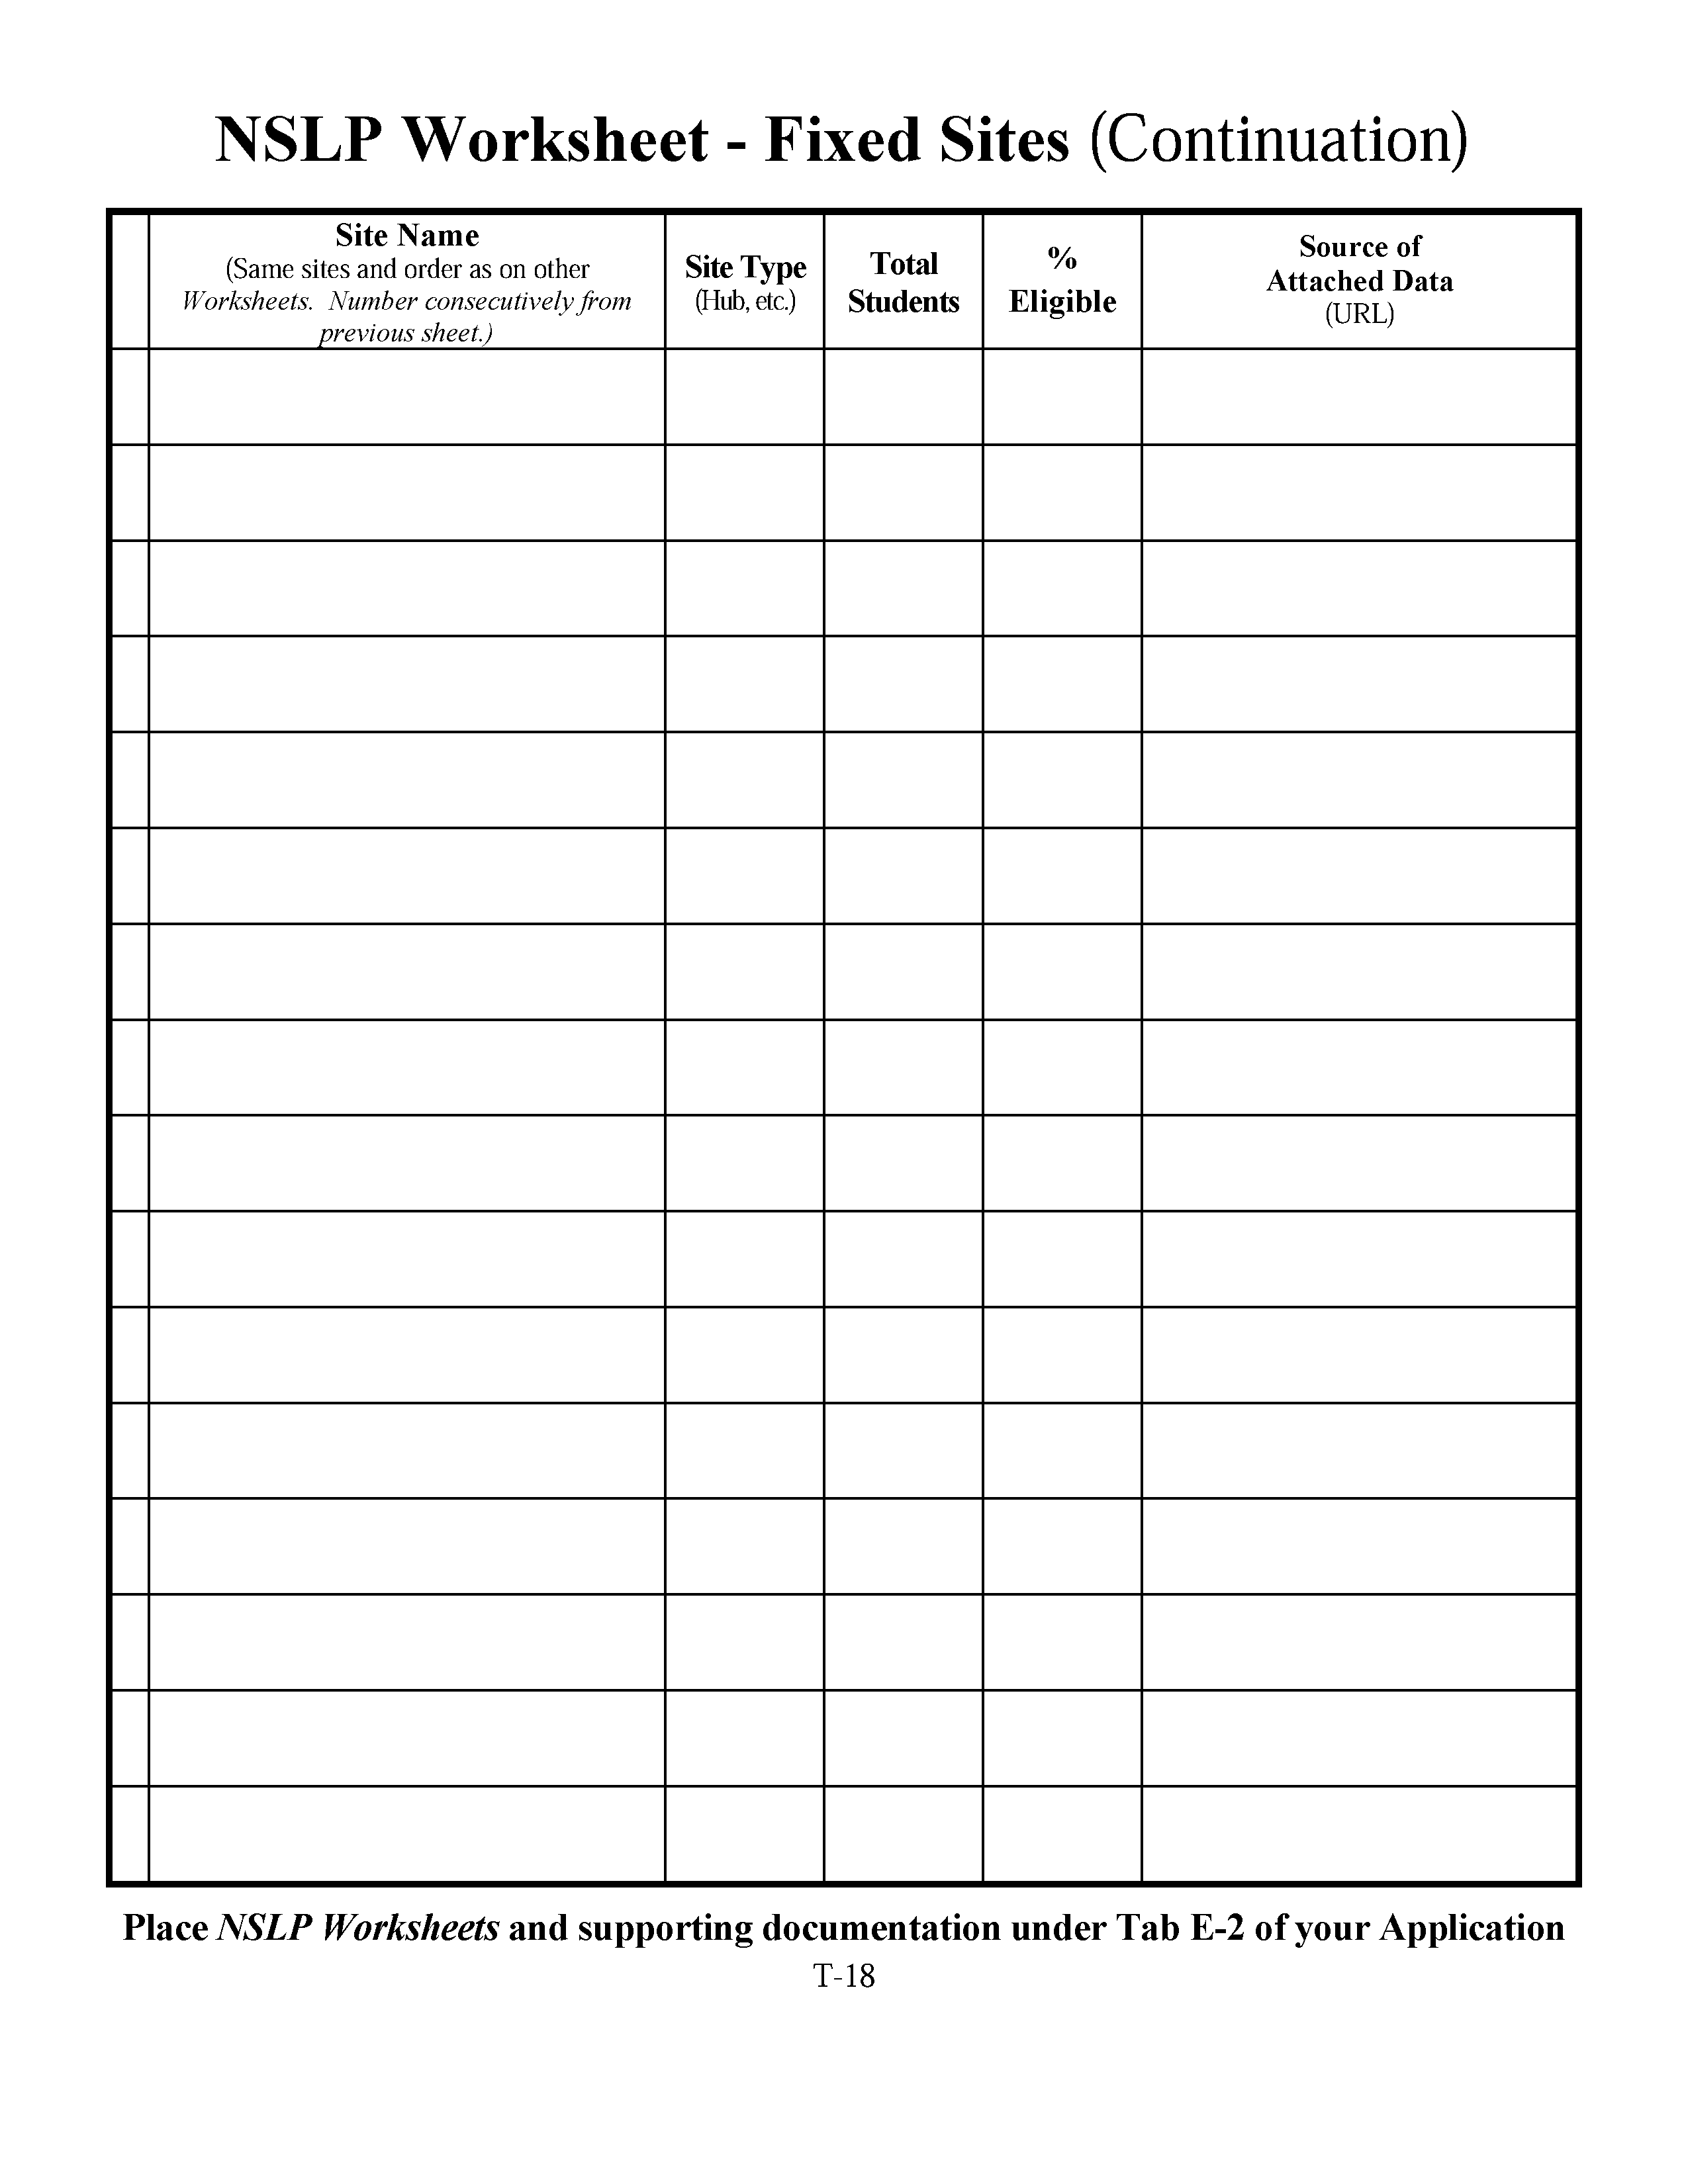 NSLP Worksheet - Fixed Sites (Continuation)
Site Name
(Same sites and order as on other
Worksheets.  Number consecutively from
previous sheet.)
Site Type
(Hub, etc.)
Total
Students
%
Eligible
Source of
Attached Data
(URL)
Place NSLP Worksheets and supporting documentation under Tab E-2 of your Application
T-18